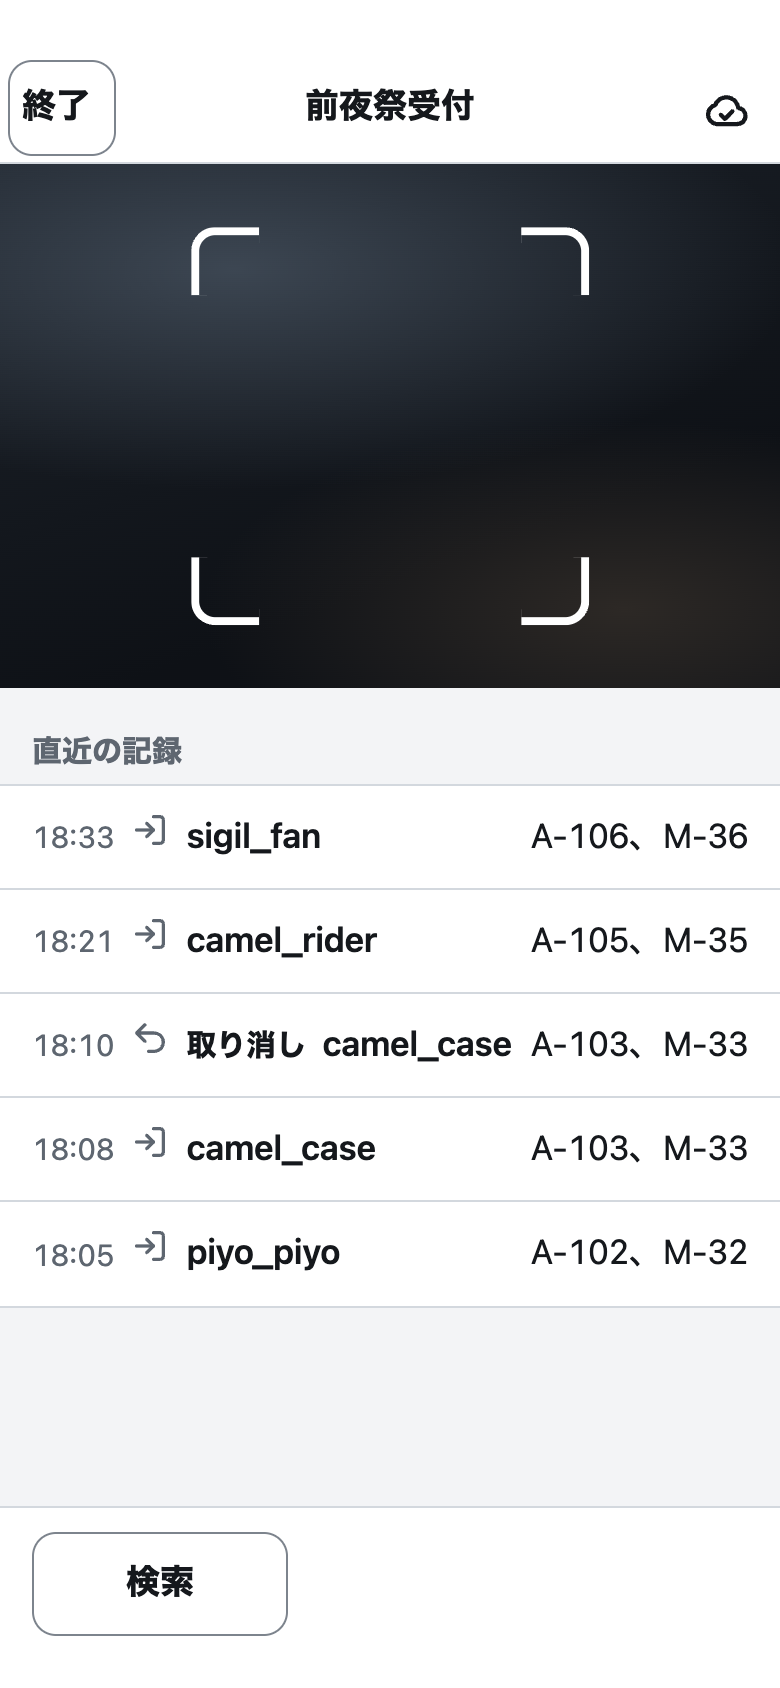 終了 前夜祭受付
直近の記録
18:33 sigil_fan A-106、M-36
18:21 camel_rider A-105、M-35
18:10 取り消し camel_case A-103、M-33
18:08 camel_case A-103、M-33
18:05 piyo_piyo A-102、M-32
検索